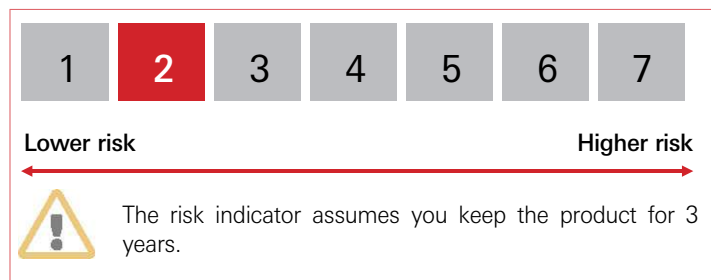 1 2 3 4 5 6 7
Lower risk Higher risk
The risk indicator assumes you keep the product for 3
years.